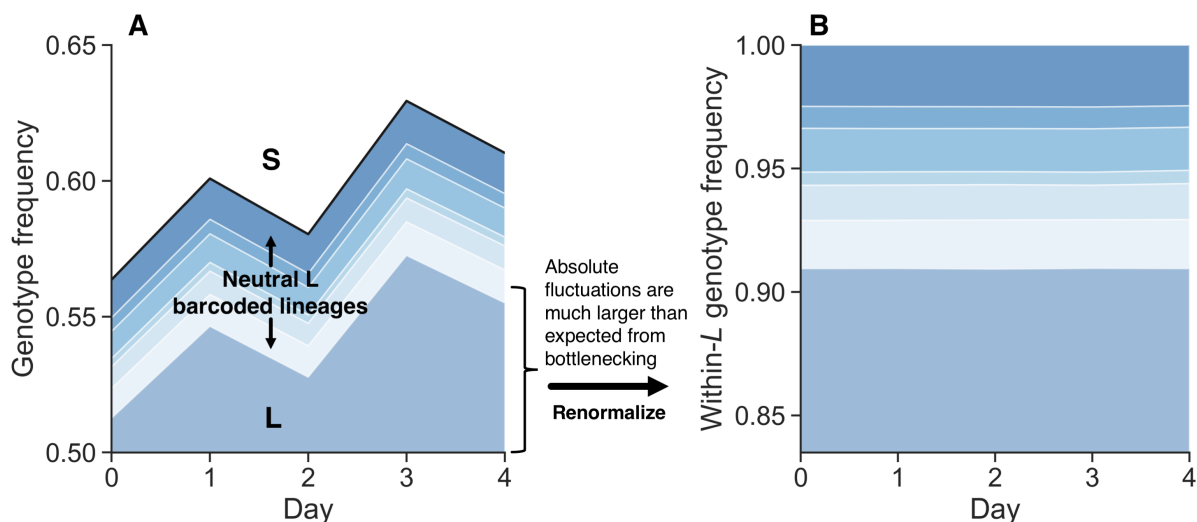 A
0.65
0.60
0.55
0.50
Genotype frequency
S
Neutral L
barcoded lineages
L
0
1
2
3
4
Day
Absolute
fluctuations are
much larger than
expected from
bottlenecking
Renormalize
B
1.00
0.95
0.90
0.85
Within-L genotype frequency
0
1
2
3
4
Day